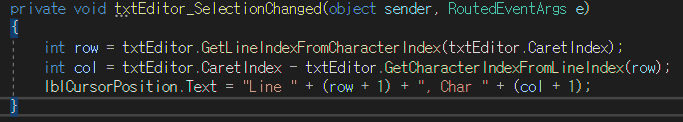 private void txtEditor_SelectionChanged(object sender, RoutedEventArgs e)
{
int row = txtEditor.GetLineIndexFromCharacterIndex(txtEditor.CaretIndex);
int col = txtEditor.CaretIndex - txtEditor.GetCharacterIndexFromLineIndex(row);
lblCursorPosition.Text = "Line " + (row + 1) + ", Char " + (col + 1);
}